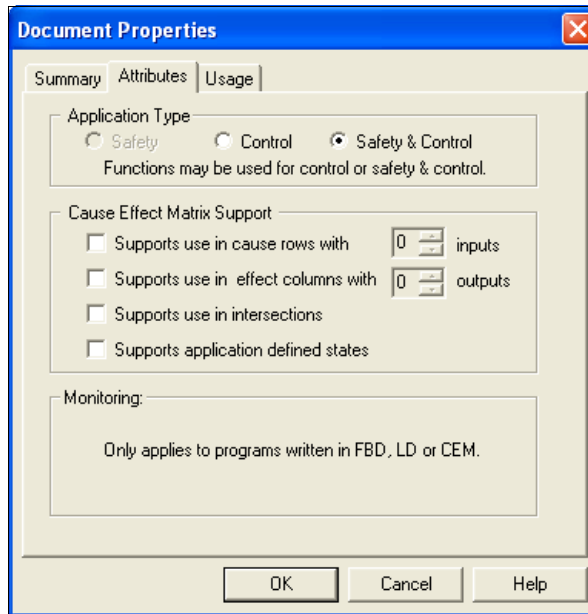 Document Properties
Summary Attributes Usage
Application Type
Safety Control Safety & Control
Functions may be used for control or safety & control.
Cause Effect Matrix Support
Supports use in cause rows with 0 inputs
Supports use in effect columns with 0 outputs
Supports use in intersections
Supports application defined states
Monitoring:
Only applies to programs written in FBD, LD or CEM.
OK Cancel Help